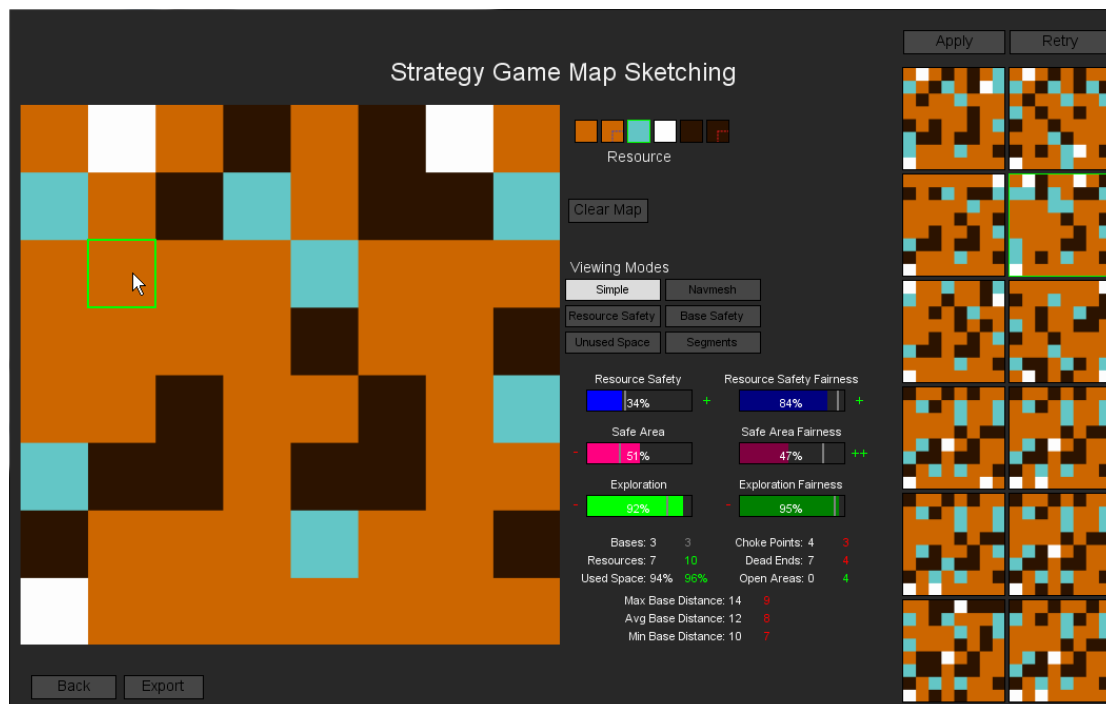 Apply Retry
Strategy Game Map Sketching
Resource
Clear Map
Viewing Modes
Simple Navmesh
Resource Safety Base Safety
Unused Space Segments
Resource Safety Resource Safety Fairness
34% + 84% +
Safe Area Safe Area Fairness
- 51% 47% ++
Exploration Exploration Fairness
- 92% - 95%
Bases: 3 3 Choke Points: 4 3
Resources: 7 10 Dead Ends: 7 4
Used Space: 94% 96% Open Areas: 0 4
Max Base Distance: 14 9
Avg Base Distance: 12 8
Min Base Distance: 10 7
Back Export